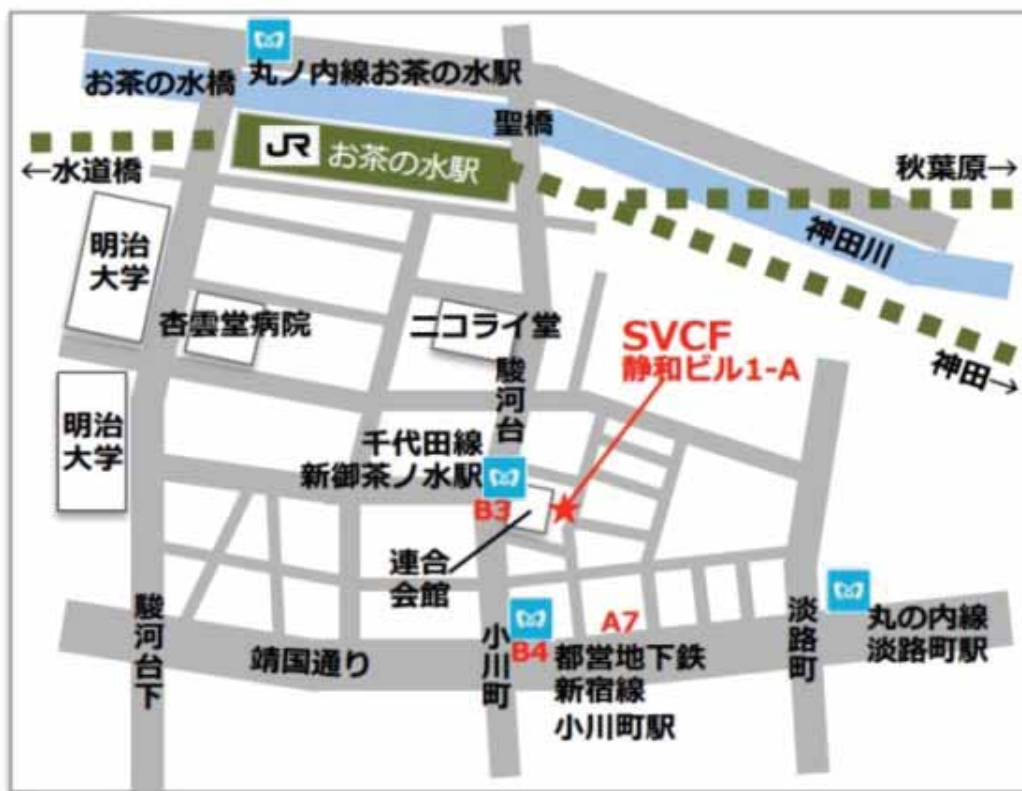 お茶の水橋
丸ノ内線お茶の水駅
聖橋
JR お茶の水駅
←水道橋
秋葉原→
神田川
明治
大学
杏雲堂病院
ニコライ堂
SVCF
静和ビル1-A
神田→
駿河台
明治
大学
千代田線
新御茶ノ水駅
B3
連合
会館
駿河台下
靖国通り
小川町
B4
A7
都営地下鉄
新宿線
小川町駅
淡路町
丸の内線
淡路町駅